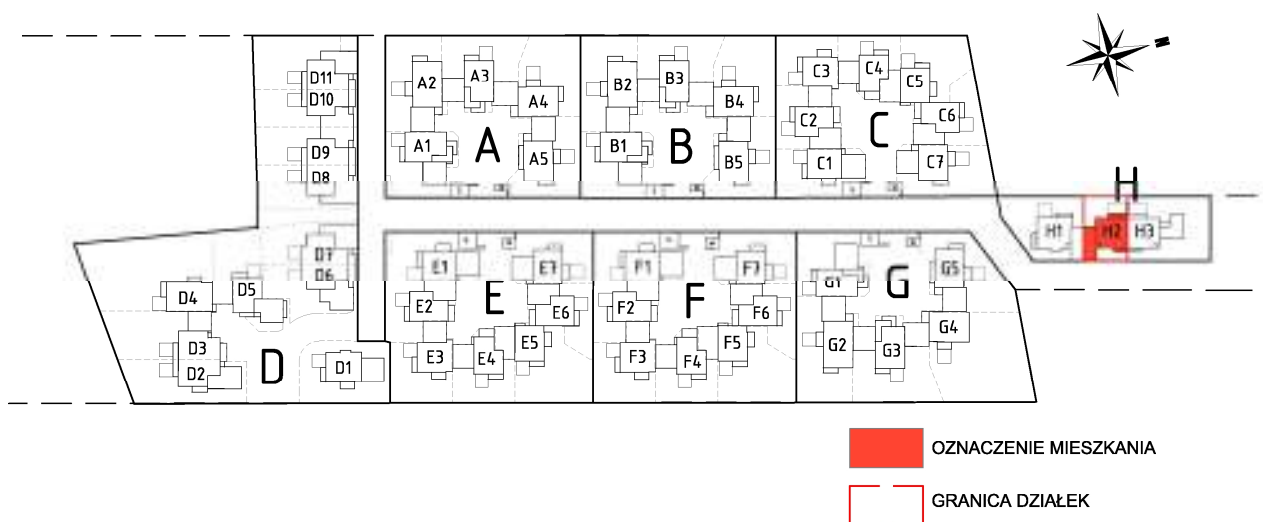 N
D11
D10
D9
D8
D7
D6
D5
D4
D3
D2
D1
D
A2
A3
A4
A1
A5
A
B2
B3
B4
B1
B5
B
C3
C4
C5
C2
C6
C1
C7
C
H
H1
H2
H3
E1
E7
E2
E6
E3
E4
E5
E
F1
F7
F2
F6
F3
F4
F5
F
G1
G5
G2
G3
G4
G
OZNACZENIE MIESZKANIA
GRANICA DZIAŁEK